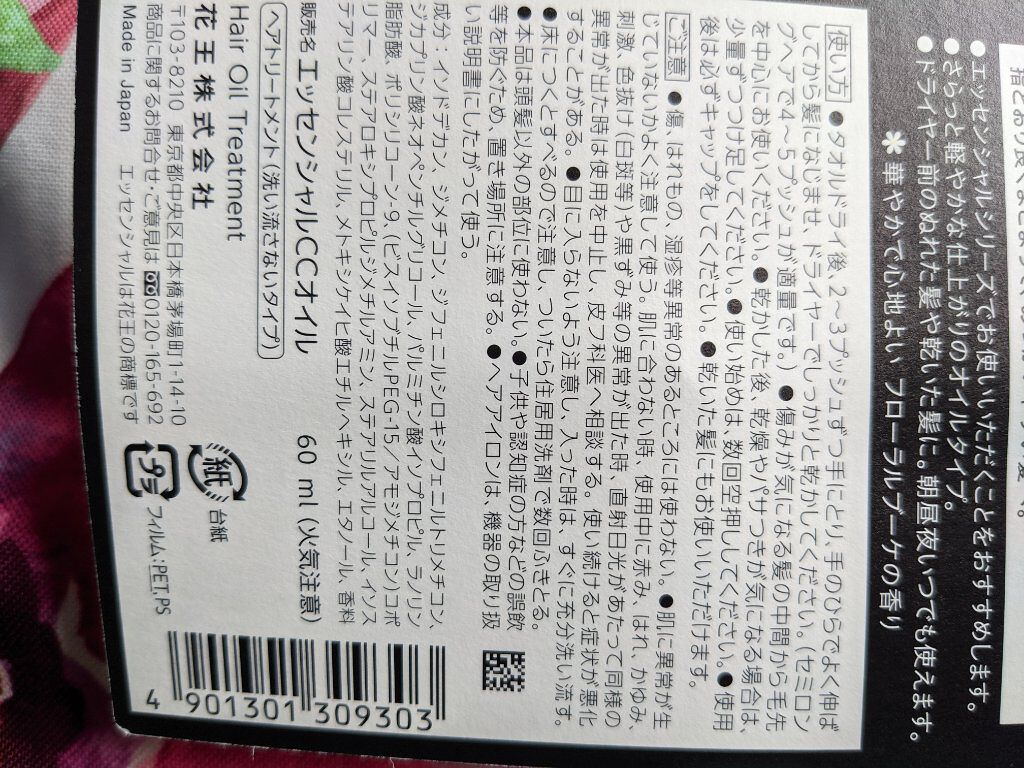 ●エッセンシャルシリーズでお使いいただくことをおすすめします。
●さらっと軽やかな仕上がりのオイルタイプ。
●ドライヤー前のぬれた髪や乾いた髪に。朝昼夜いつでも使えます。
華やかで心地よい フローラルブーケの香り
使い方 ●タオルドライ後、2~3プッシュずつ手にとり、手のひらでよく伸ば
してから髪になじませ、ドライヤーでしっかりと乾かしてください。(セミロン
グヘアで4~5プッシュが適量です。) ●傷みが気になる髪の中間から毛先
を中心にお使いください。●乾かした後、乾燥やパサつきが気になる場合は、
少量ずつつけ足してください。●使い始めは、数回空押ししてください。●使用
後は必ずキャップをしてください。●乾いた髪にもお使いいただけます。
ご注意 ●傷、はれもの、湿疹等異常のあるところには使わない。●肌に異常が生
じていないかよく注意して使う。肌に合わない時、使用中に赤み、はれ、かゆみ、
刺激、色抜け(白斑等)や黒ずみ等の異常が出た時、直射日光があたって同様の
異常が出た時は使用を中止し、皮フ科医へ相談する。使い続けると症状が悪化
することがある。●目に入らないよう注意し、入った時は、すぐに充分洗い流す。
●床につくとすべるので注意し、ついたら住居用洗剤で数回ふきとる。
●本品は頭髪以外の部位に使わない。●子供や認知症の方などの誤飲
等を防ぐため、置き場所に注意する。●ヘアアイロンは、機器の取り扱
い説明書にしたがって使う。
成分:イソドデカン、ジメチコン、ジフェニルシロキシフェニルトリメチコン、
ジカプリン酸ネオペンチルグリコール、パルミチン酸イソプロピル、ラノリン
脂肪酸、ポリシリコーン-9、(ビスイソブチルPEG-15/アモジメチコン)コポ
リマー、ステアロキシプロピルジメチルアミン、ステアリルアルコール、イソス
テアリン酸コレステリル、メトキシケイヒ酸エチルヘキシル、エタノール、香料
販売名 エッセンシャルCCオイル 60 ml (火気注意)
ヘアトリートメント(洗い流さないタイプ)
Hair Oil Treatment
花王株式会社
〒103-8210 東京都中央区日本橋茅場町1-14-10
商品に関するお問合せ・ご意見は 0120-165-692
Made in Japan エッセンシャルは花王の商標です
紙 台紙
プラ フィルム:PET, PS
4 901301 309303